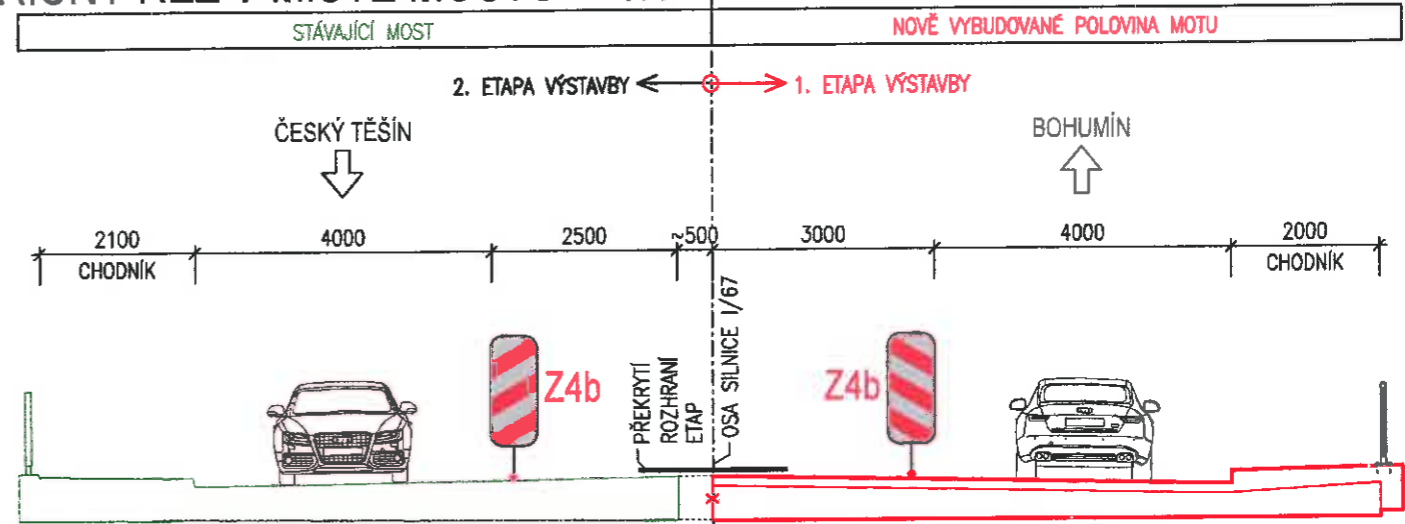 STÁVAJÍCÍ MOST
NOVĚ VYBUDOVANÉ POLOVINA MOTU
2. ETAPA VÝSTAVBY
1. ETAPA VÝSTAVBY
ČESKÝ TĚŠÍN
BOHUMÍN
2100
4000
2500
~500
3000
4000
2000
CHODNÍK
CHODNÍK
Z4b
Z4b
PŘEKRYTÍ
ROZHRANÍ
ETAP
OSA SILNICE I/67